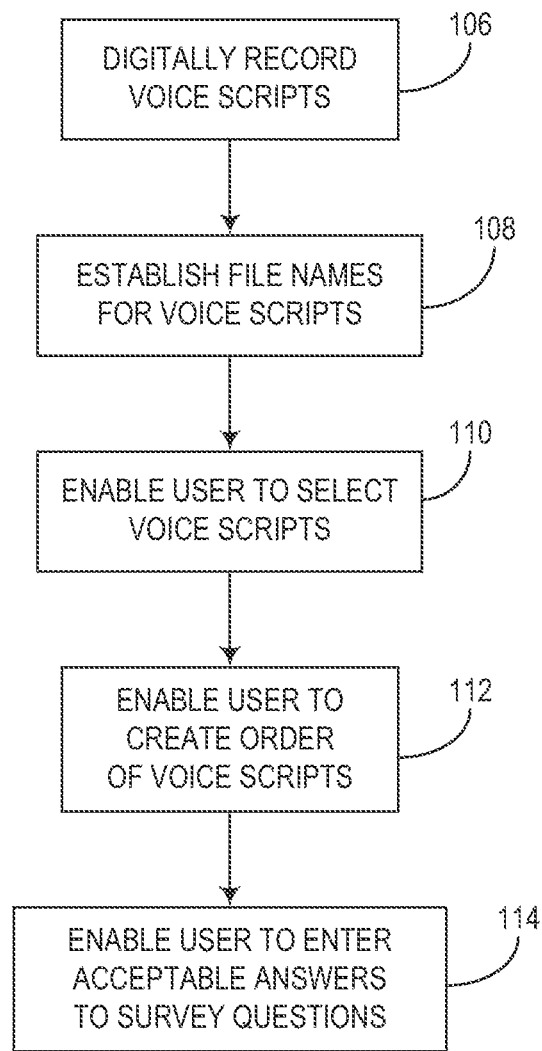 106
DIGITALLY RECORD
VOICE SCRIPTS
108
ESTABLISH FILE NAMES
FOR VOICE SCRIPTS
110
ENABLE USER TO SELECT
VOICE SCRIPTS
112
ENABLE USER TO
CREATE ORDER
OF VOICE SCRIPTS
114
ENABLE USER TO ENTER
ACCEPTABLE ANSWERS
TO SURVEY QUESTIONS